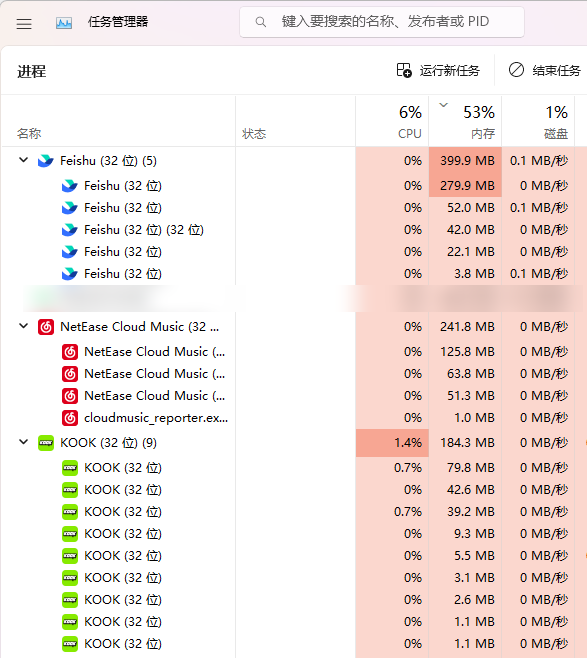 任务管理器
键入要搜索的名称、发布者或 PID
进程
运行新任务
结束任务
6% 53% 1%
名称 状态 CPU 内存 磁盘
Feishu (32 位) (5) 0% 399.9 MB 0.1 MB/秒
Feishu (32 位) 0% 279.9 MB 0 MB/秒
Feishu (32 位) 0% 52.0 MB 0.1 MB/秒
Feishu (32 位) (32 位) 0% 42.0 MB 0 MB/秒
Feishu (32 位) 0% 22.1 MB 0 MB/秒
Feishu (32 位) 0% 3.8 MB 0.1 MB/秒
NetEase Cloud Music (32 ... 0% 241.8 MB 0 MB/秒
NetEase Cloud Music (... 0% 125.8 MB 0 MB/秒
NetEase Cloud Music (... 0% 63.8 MB 0 MB/秒
NetEase Cloud Music (... 0% 51.3 MB 0 MB/秒
cloudmusic_reporter.ex... 0% 1.0 MB 0 MB/秒
KOOK (32 位) (9) 1.4% 184.3 MB 0 MB/秒
KOOK (32 位) 0.7% 79.8 MB 0 MB/秒
KOOK (32 位) 0% 42.6 MB 0 MB/秒
KOOK (32 位) 0.7% 39.2 MB 0 MB/秒
KOOK (32 位) 0% 9.3 MB 0 MB/秒
KOOK (32 位) 0% 5.5 MB 0 MB/秒
KOOK (32 位) 0% 3.1 MB 0 MB/秒
KOOK (32 位) 0% 2.6 MB 0 MB/秒
KOOK (32 位) 0% 1.1 MB 0 MB/秒
KOOK (32 位) 0% 1.1 MB 0 MB/秒